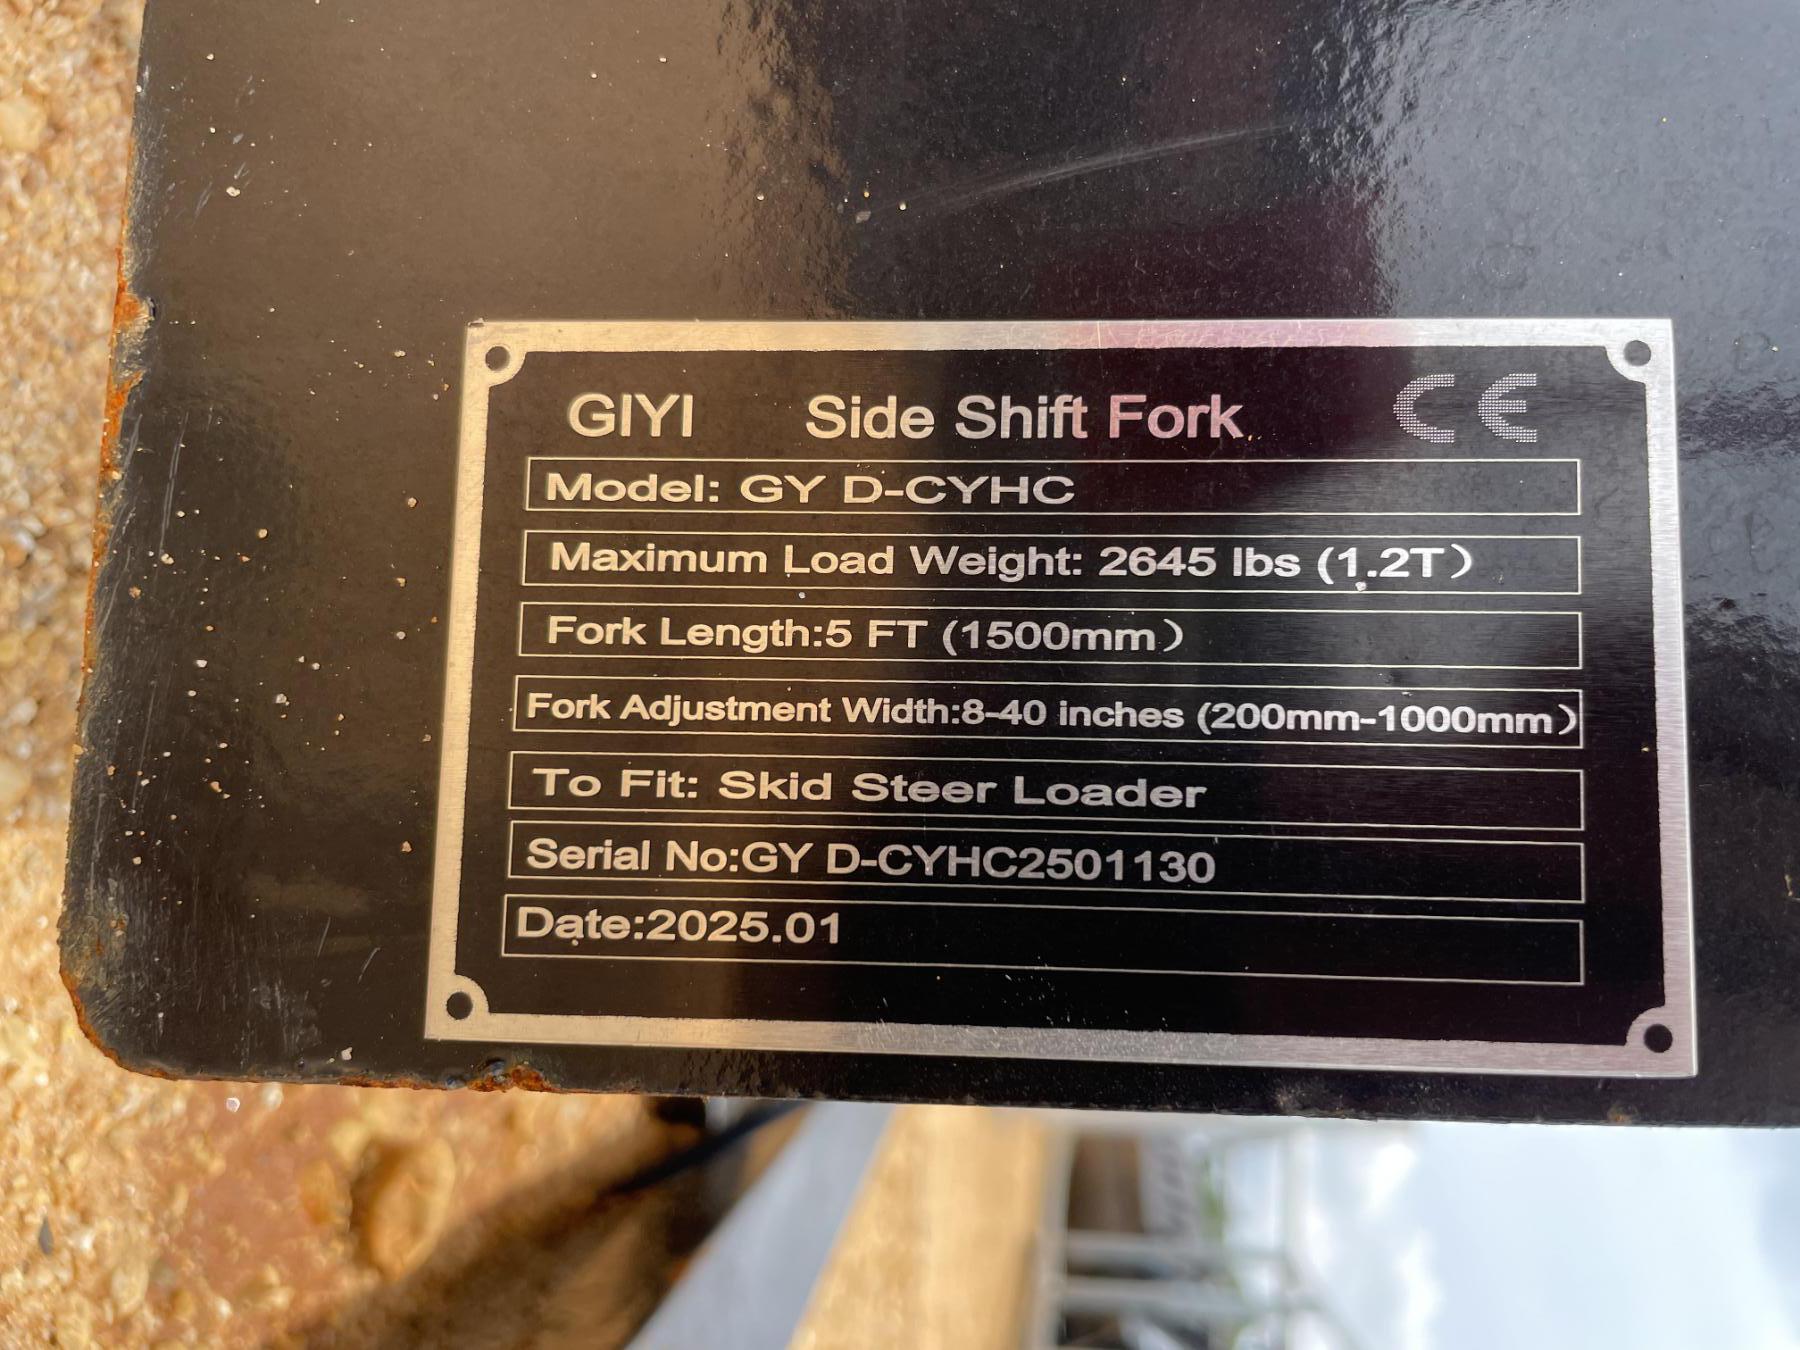 GIYI Side Shift Fork CE
Model: GY D-CYHC
Maximum Load Weight: 2645 lbs (1.2T）
Fork Length:5 FT (1500mm）
Fork Adjustment Width:8-40 inches (200mm-1000mm）
To Fit: Skid Steer Loader
Serial No:GY D-CYHC2501130
Date:2025.01